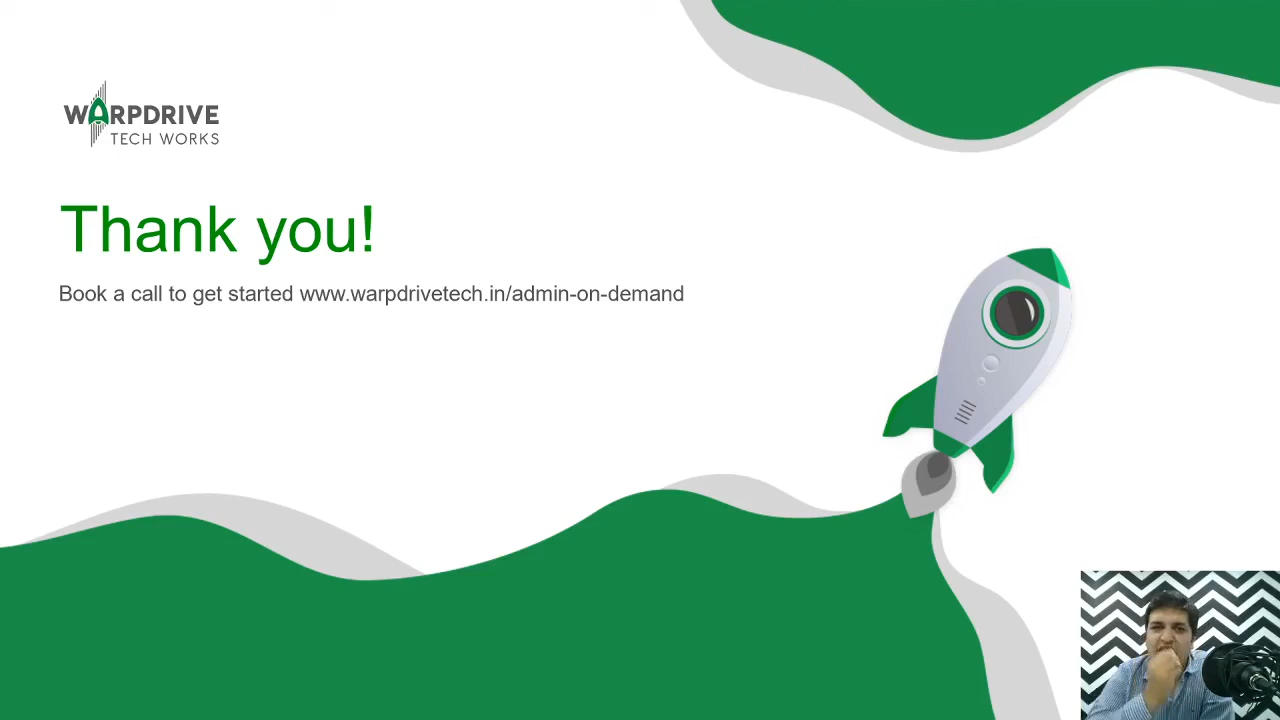 WARPDRIVE
TECH WORKS
Thank you!
Book a call to get started www.warpdrivetech.in/admin-on-demand